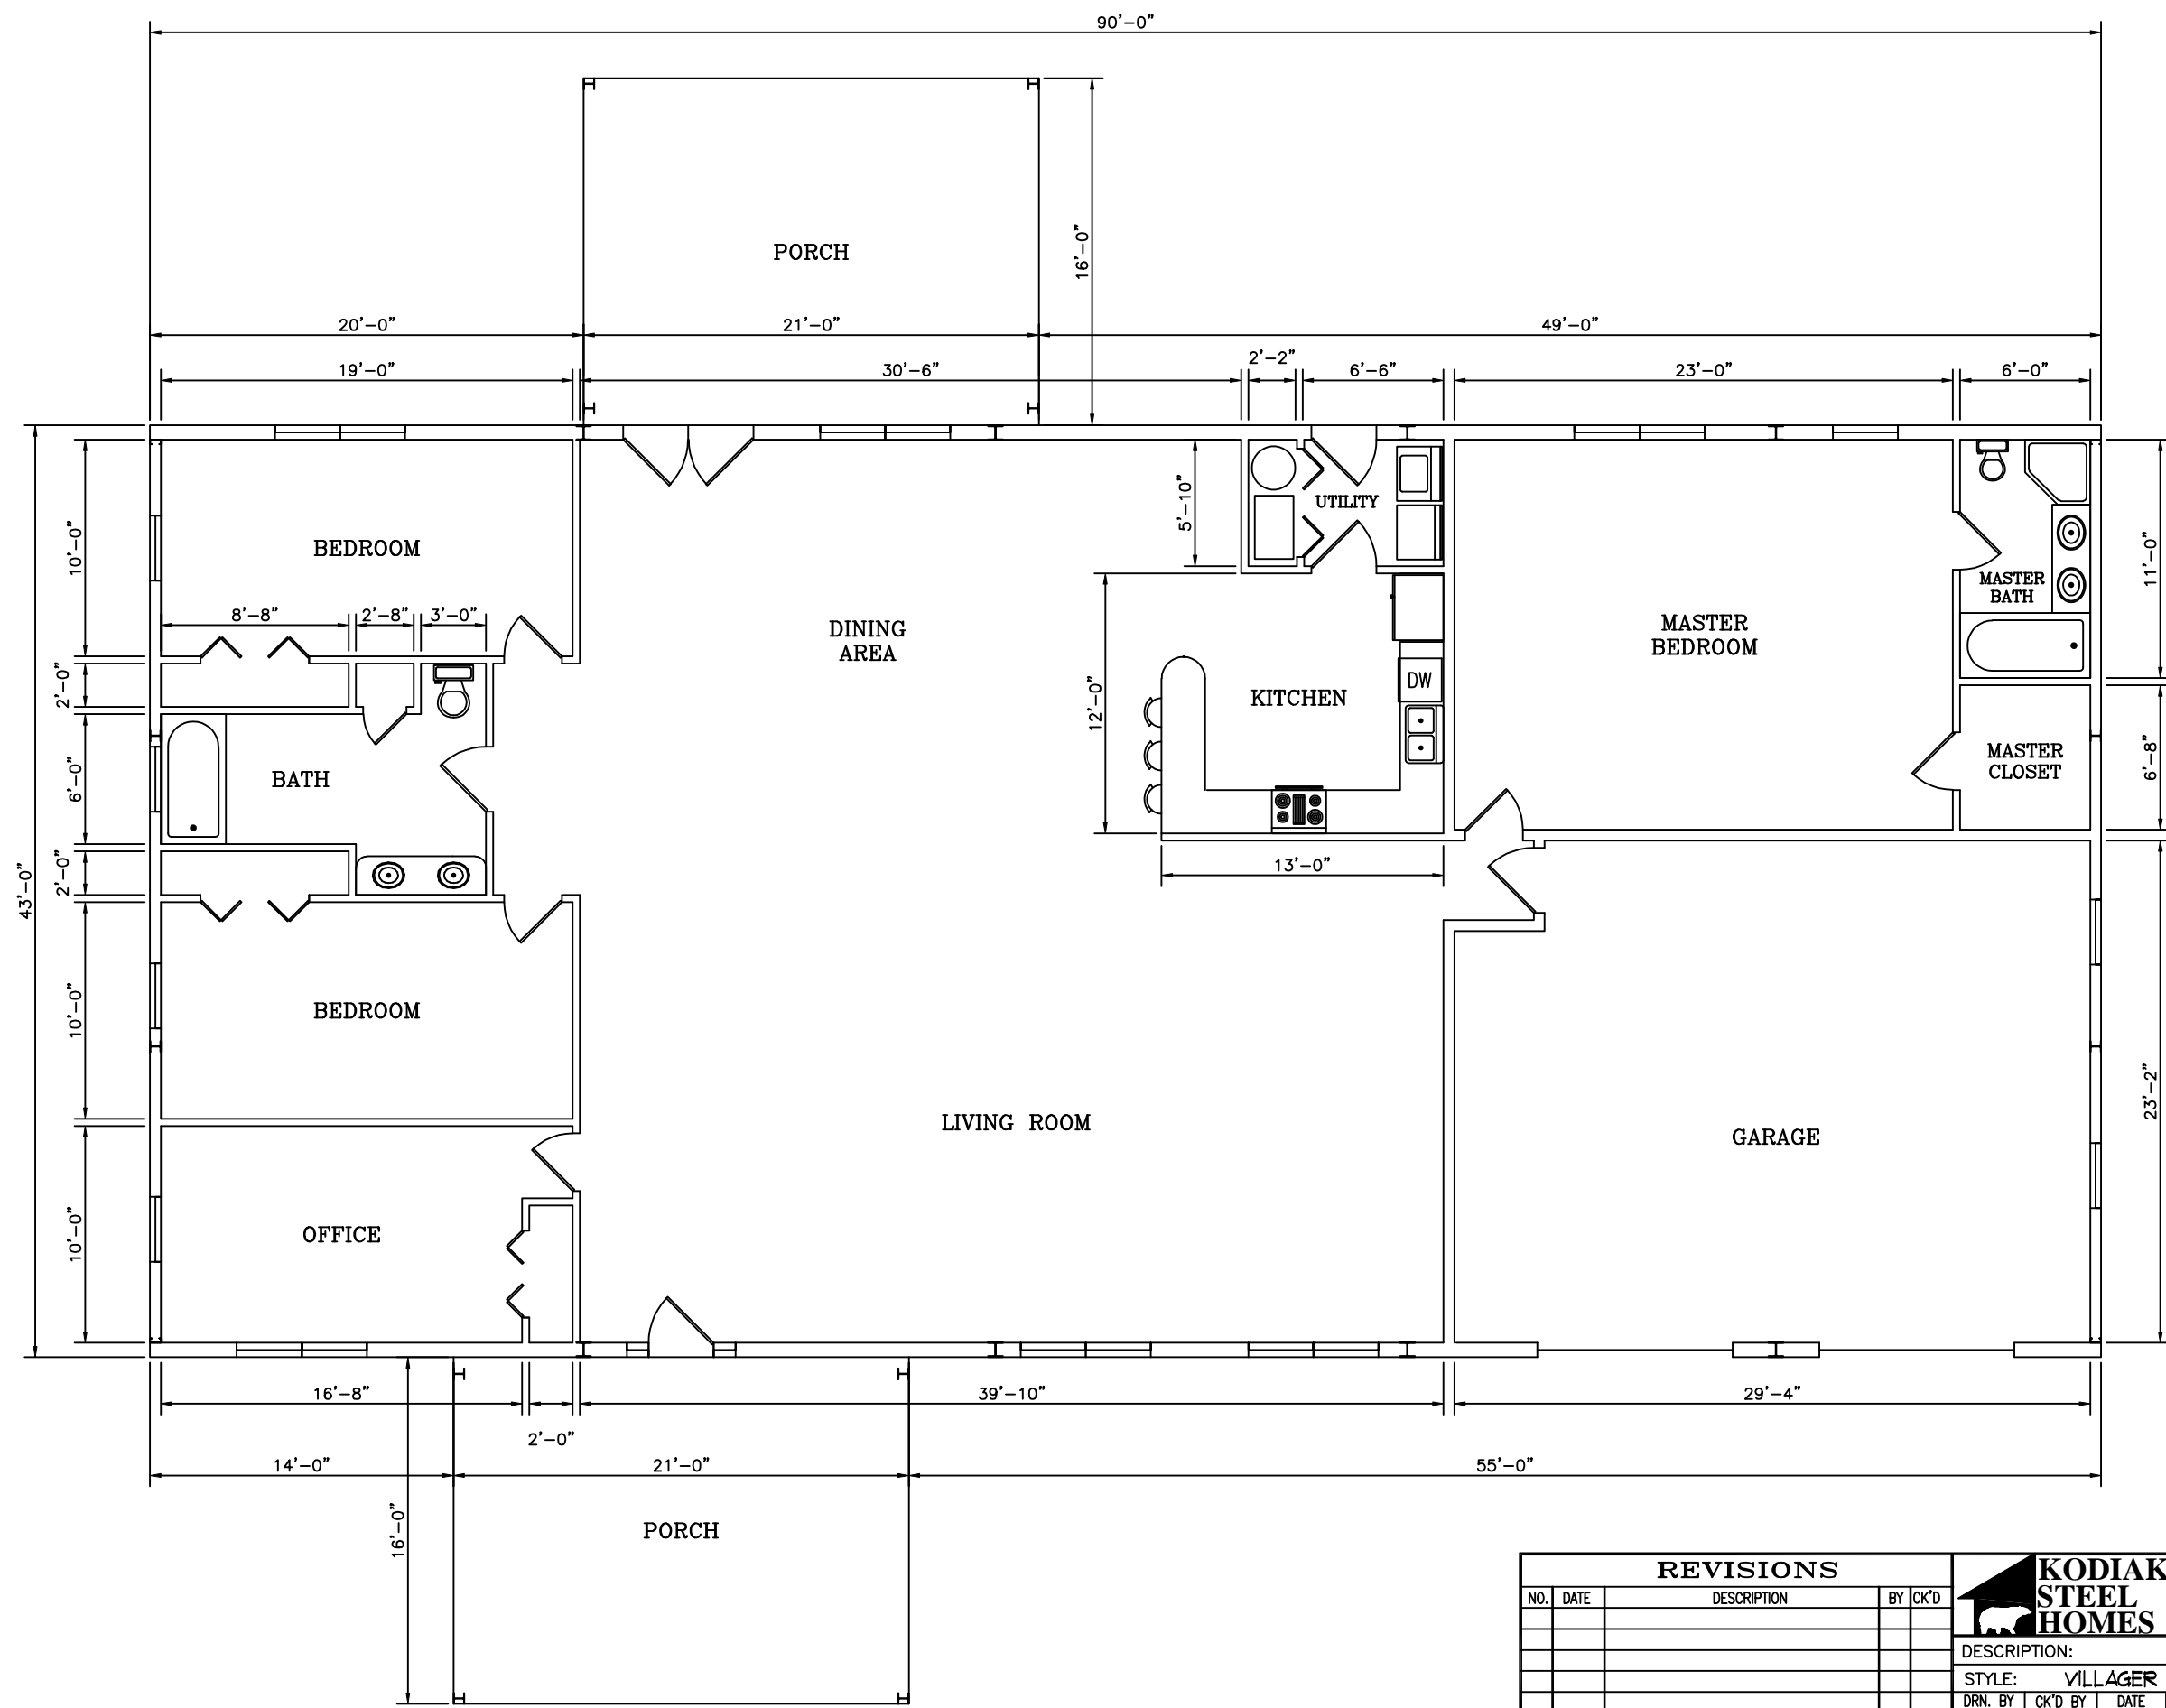 90'-0"
PORCH
16'-0"
20'-0" 21'-0" 49'-0"
2'-2"
19'-0" 30'-6" 6'-6" 23'-0" 6'-0"
5'-10"
UTILITY
10'-0"
BEDROOM
11'-0"
MASTER
BATH
8'-8" 2'-8" 3'-0"
DINING
AREA
MASTER
BEDROOM
2'-0"
DW
KITCHEN
12'-0"
6'-0"
BATH
MASTER
CLOSET
6'-8"
2'-0"
13'-0"
43'-0"
10'-0"
BEDROOM
23'-2"
LIVING ROOM
GARAGE
10'-0"
OFFICE
16'-8" 39'-10" 29'-4"
2'-0"
14'-0" 21'-0" 55'-0"
16'-0"
PORCH
REVISIONS
NO. DATE DESCRIPTION BY CK'D
KODIAK
STEEL
HOMES
DESCRIPTION:
STYLE: VILLAGER
DRN. BY CK'D BY DATE